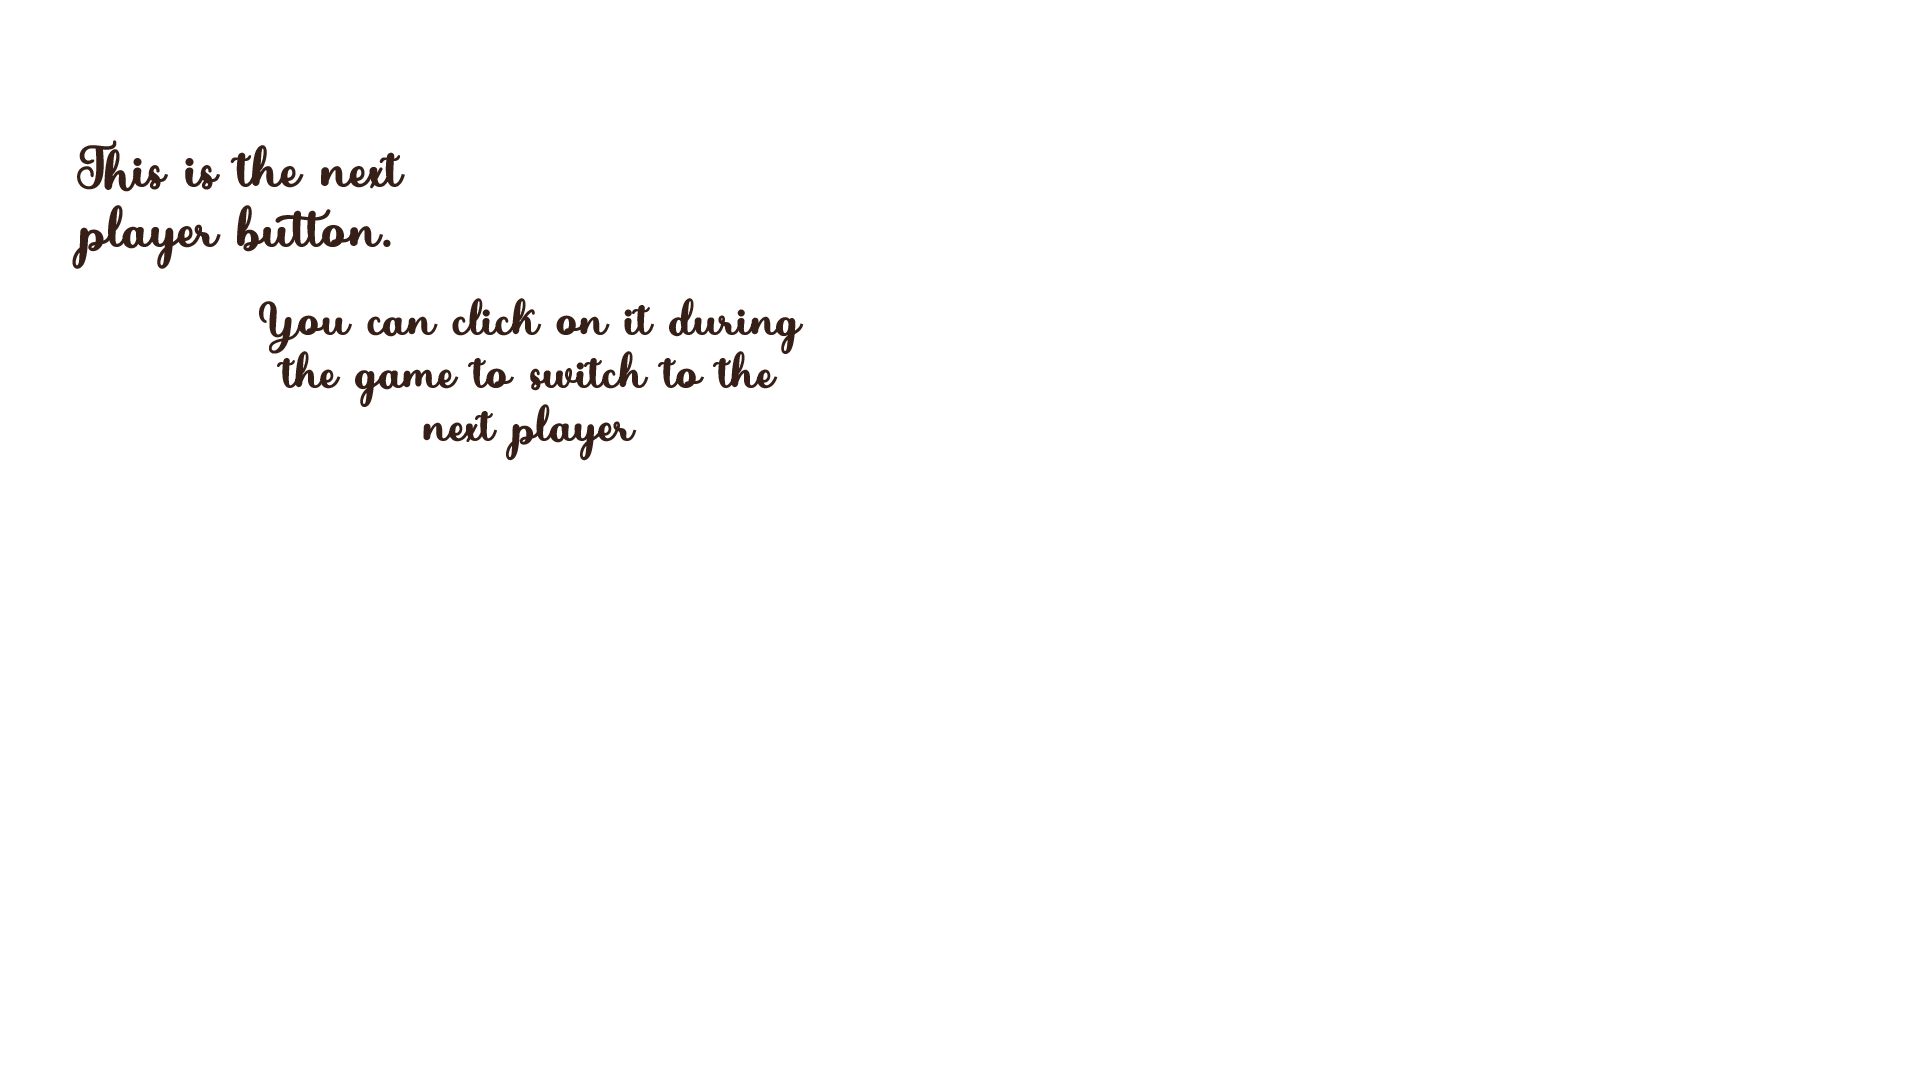 This is the next
player button.
You can click on it during
the game to switch to the
next player